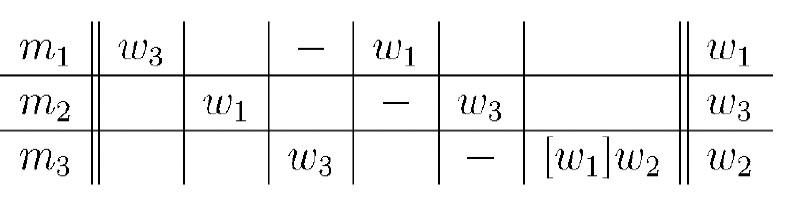 m₁ w₃ − w₁ w₁
m₂ w₁ − w₃ w₃
m₃ w₃ − [w₁]w₂ w₂